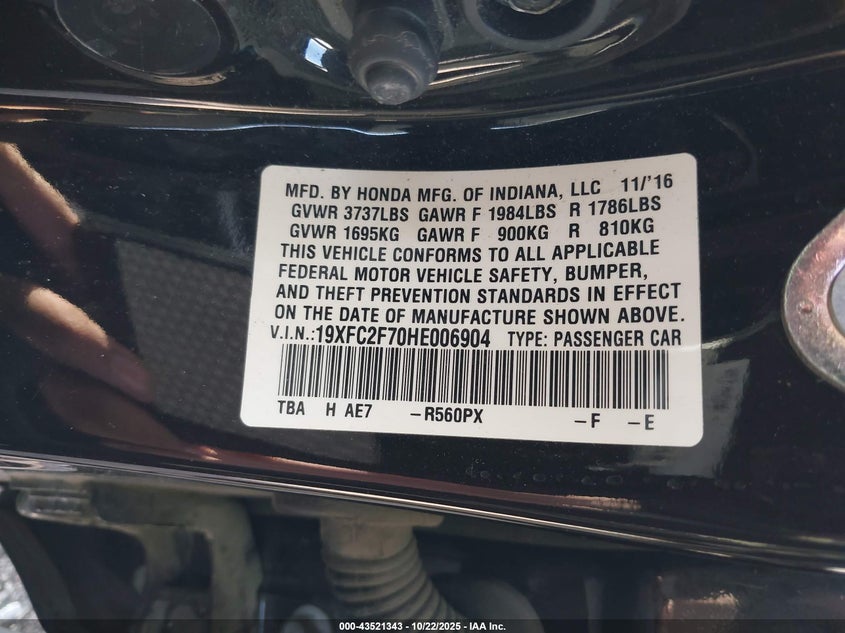 MFD. BY HONDA MFG. OF INDIANA, LLC 11/'16
GVWR 3737LBS GAWR F 1984LBS R 1786LBS
GVWR 1695KG GAWR F 900KG R 810KG
THIS VEHICLE CONFORMS TO ALL APPLICABLE
FEDERAL MOTOR VEHICLE SAFETY, BUMPER,
AND THEFT PREVENTION STANDARDS IN EFFECT
ON THE DATE OF MANUFACTURE SHOWN ABOVE.
V.I.N.:19XFC2F70HE006904 TYPE: PASSENGER CAR
TBA H AE7 –R560PX –F –E
000-43521343 / 10/22/2025 - IAA Inc.